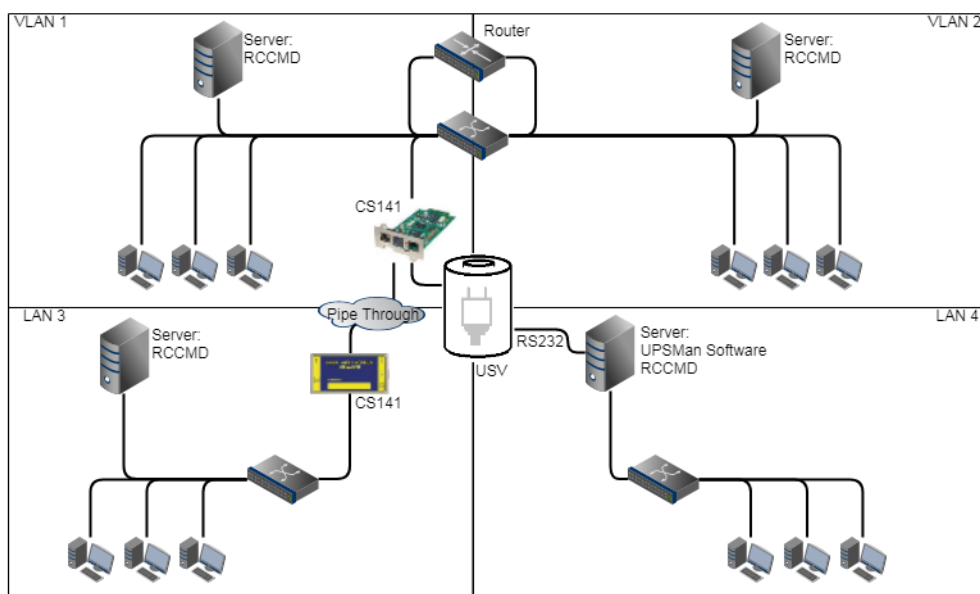 VLAN 1
VLAN 2
Server:
RCCMD
Router
Server:
RCCMD
CS141
LAN 3
LAN 4
Pipe Through
Server:
RCCMD
RS232
Server:
UPSMan Software
RCCMD
USV
CS141